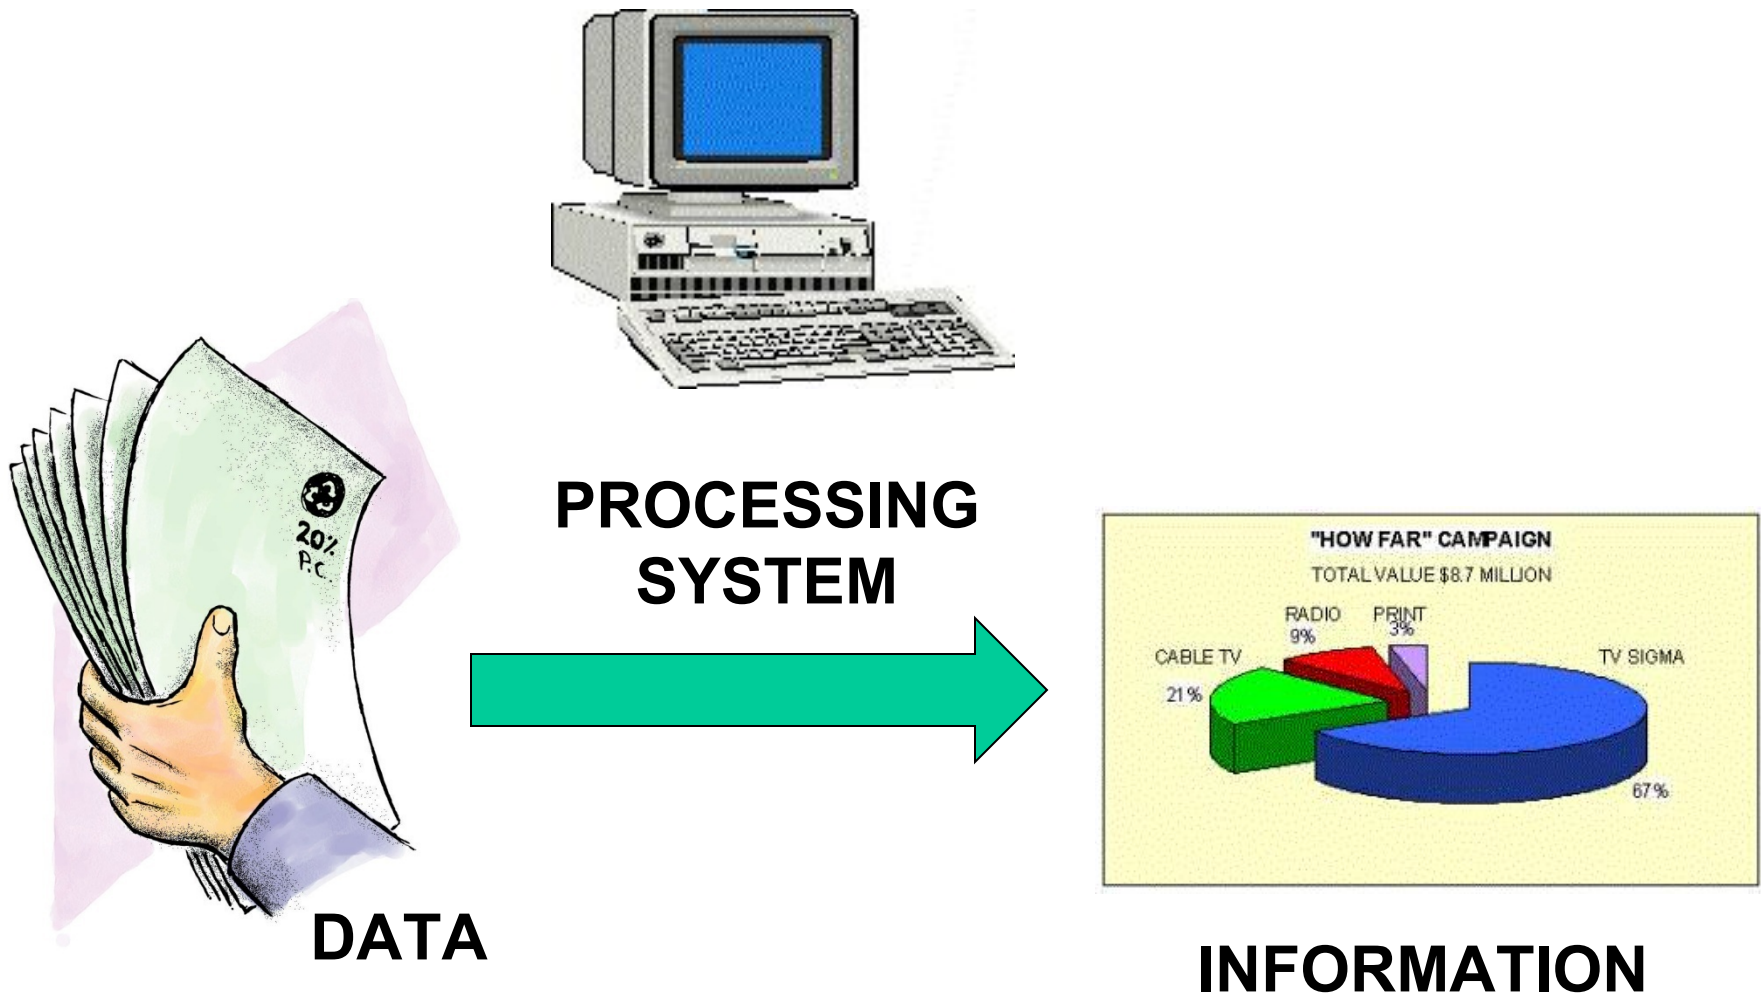 20%
P.C.
PROCESSING
SYSTEM
"HOW FAR" CAMPAIGN
TOTAL VALUE $8.7 MILLION
RADIO
9%
PRINT
3%
CABLE TV
21%
TV SIGMA
67%
DATA
INFORMATION